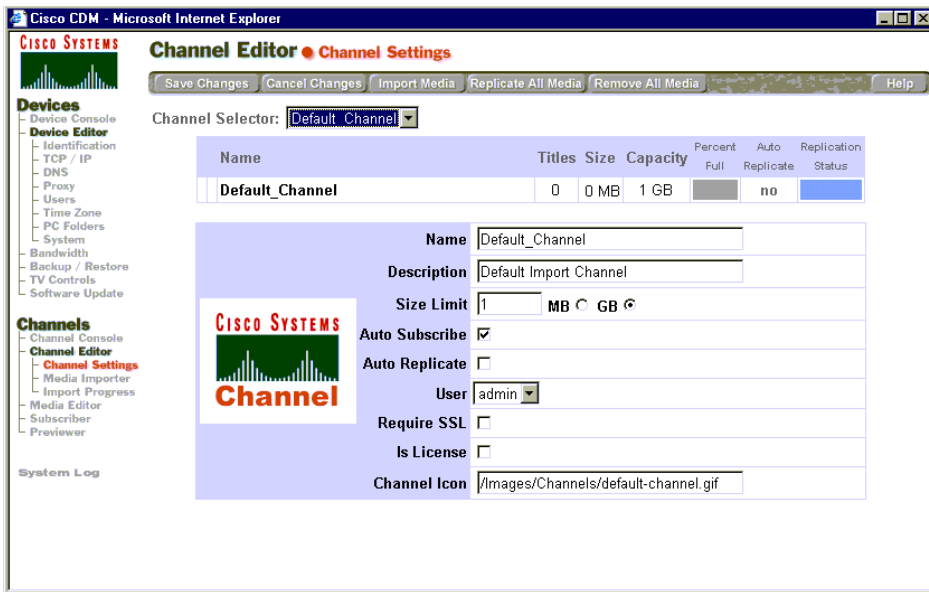 Cisco CDM - Microsoft Internet Explorer
CISCO SYSTEMS
Channel Editor Channel Settings
Save Changes Cancel Changes Import Media Replicate All Media Remove All Media Help
Devices
Device Console
Device Editor
Identification
TCP / IP
DNS
Proxy
Users
Time Zone
PC Folders
System
Bandwidth
Backup / Restore
TV Controls
Software Update
Channels
Channel Console
Channel Editor
Channel Settings
Media Importer
Import Progress
Media Editor
Subscriber
Previewer
System Log
Channel Selector: Default_Channel
Name Titles Size Capacity Percent Full Auto Replicate Replication Status
Default_Channel 0 0 MB 1 GB no
CISCO SYSTEMS
Channel
Name Default_Channel
Description Default Import Channel
Size Limit 1 MB GB
Auto Subscribe
Auto Replicate
User admin
Require SSL
Is License
Channel Icon /Images/Channels/default-channel.gif